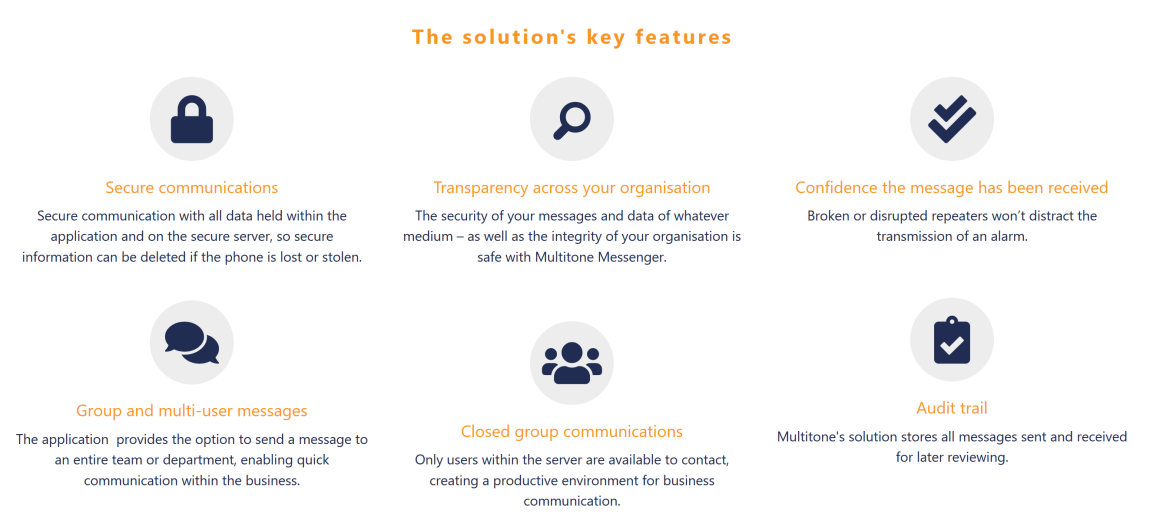 The solution's key features
Secure communications
Secure communication with all data held within the
application and on the secure server, so secure
information can be deleted if the phone is lost or stolen.
Transparency across your organisation
The security of your messages and data of whatever
medium – as well as the integrity of your organisation is
safe with Multitone Messenger.
Confidence the message has been received
Broken or disrupted repeaters won’t distract the
transmission of an alarm.
Group and multi-user messages
The application  provides the option to send a message to
an entire team or department, enabling quick
communication within the business.
Closed group communications
Only users within the server are available to contact,
creating a productive environment for business
communication.
Audit trail
Multitone's solution stores all messages sent and received
for later reviewing.